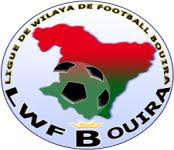 LIGUE DE WILAYA DE FOOTBALL BOUIRA
LWF BOUIRA